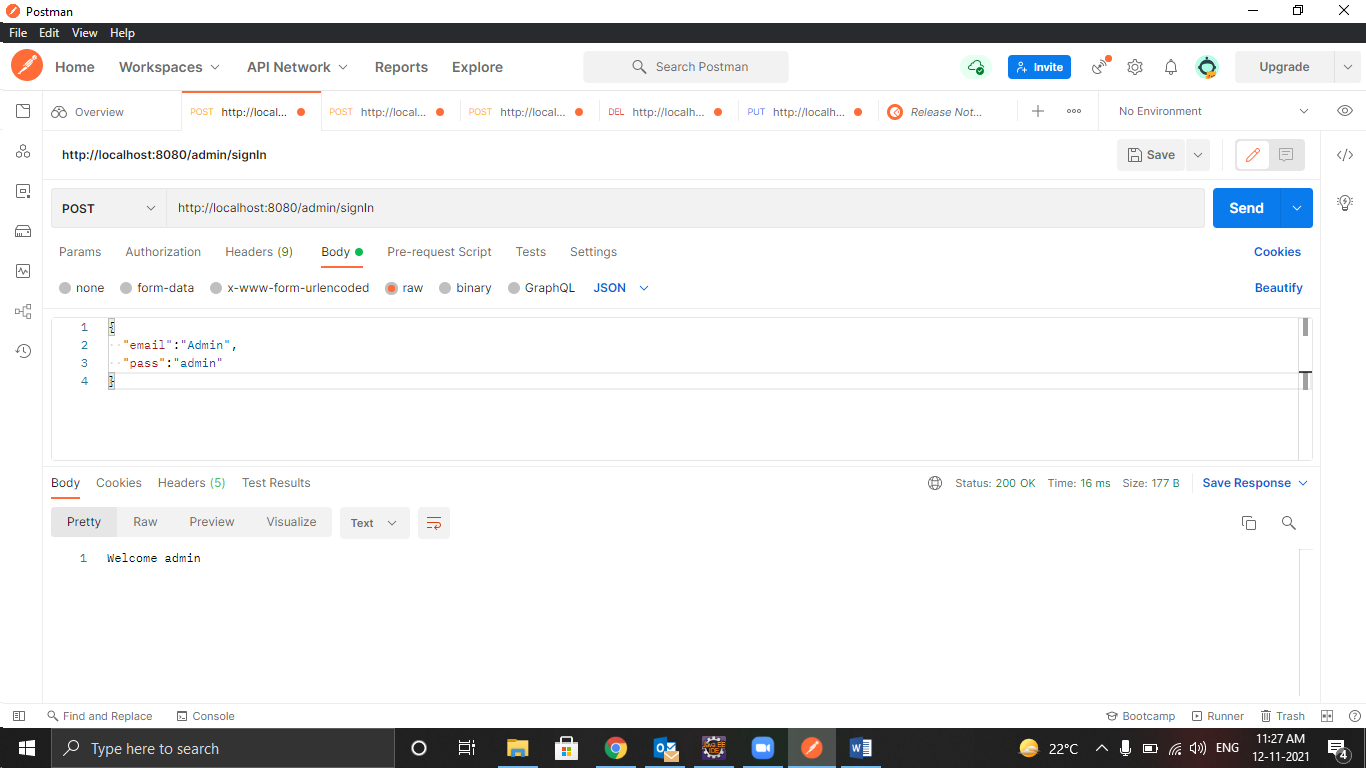 Postman
File Edit View Help
Home Workspaces API Network Reports Explore Search Postman Invite Upgrade
Overview POST http://local... POST http://local... POST http://local... DEL http://localh... PUT http://localh... Release Not... No Environment
http://localhost:8080/admin/signIn Save
POST http://localhost:8080/admin/signIn Send
Params Authorization Headers (9) Body Pre-request Script Tests Settings Cookies
none form-data x-www-form-urlencoded raw binary GraphQL JSON Beautify
1 {
2 "email":"Admin",
3 "pass":"admin"
4 }
Body Cookies Headers (5) Test Results Status: 200 OK Time: 16 ms Size: 177 B Save Response
Pretty Raw Preview Visualize Text
1 Welcome admin
Find and Replace Console Bootcamp Runner Trash
Type here to search 22°C ENG 11:27 AM
12-11-2021 4